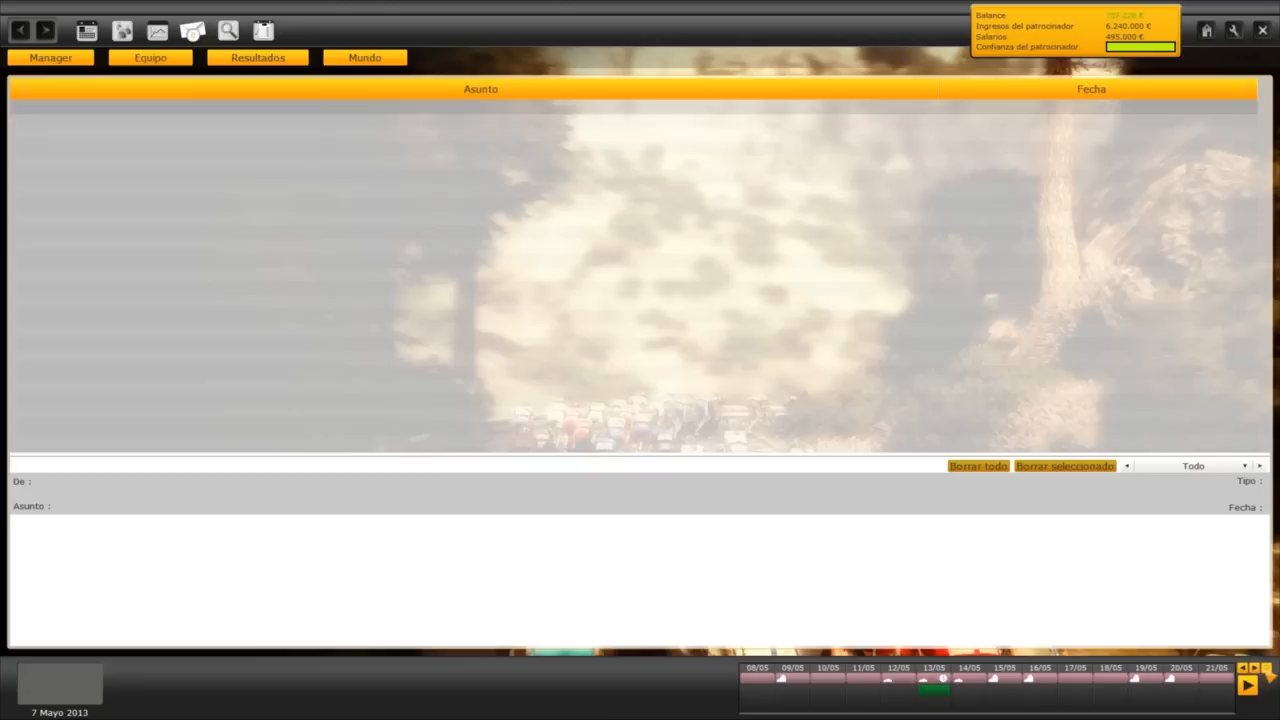 Balance 707.228 €
Ingresos del patrocinador 6.240.000 €
Salarios 495.000 €
Confianza del patrocinador
Manager Equipo Resultados Mundo
Asunto Fecha
Borrar todo Borrar seleccionado Todo
De : Tipo :
Asunto : Fecha :
08/05 09/05 10/05 11/05 12/05 13/05 14/05 15/05 16/05 17/05 18/05 19/05 20/05 21/05
7 Mayo 2013